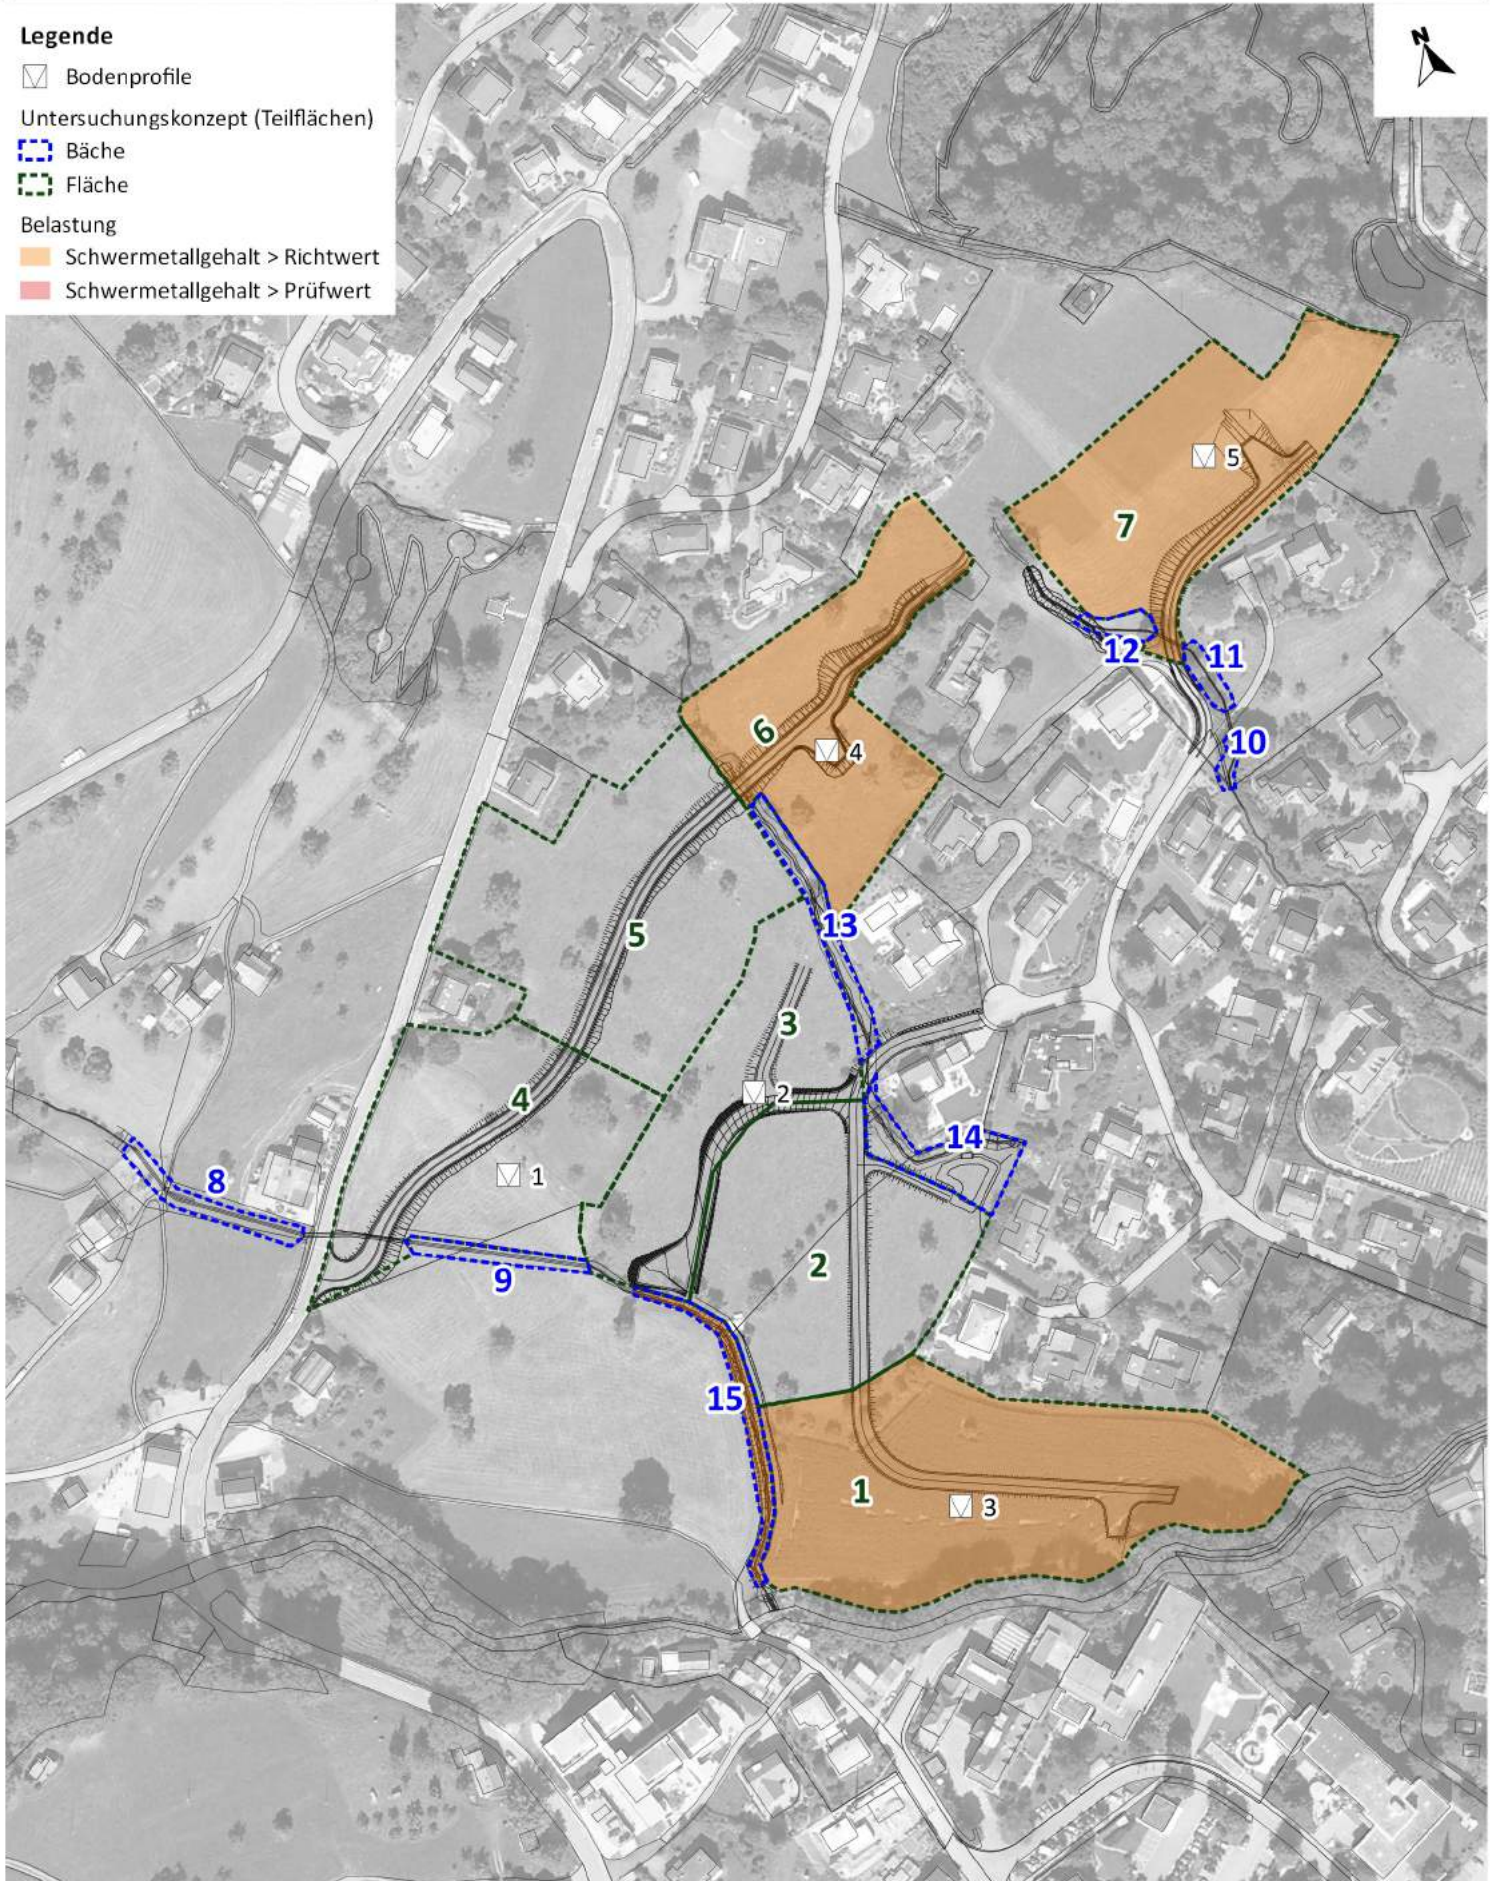 Legende
Bodenprofile
Untersuchungskonzept (Teilflächen)
Bäche
Fläche
Belastung
Schwermetallgehalt > Richtwert
Schwermetallgehalt > Prüfwert
N
5
7
12
11
10
6
4
13
5
3
2
4
1
14
8
9
2
15
1
3